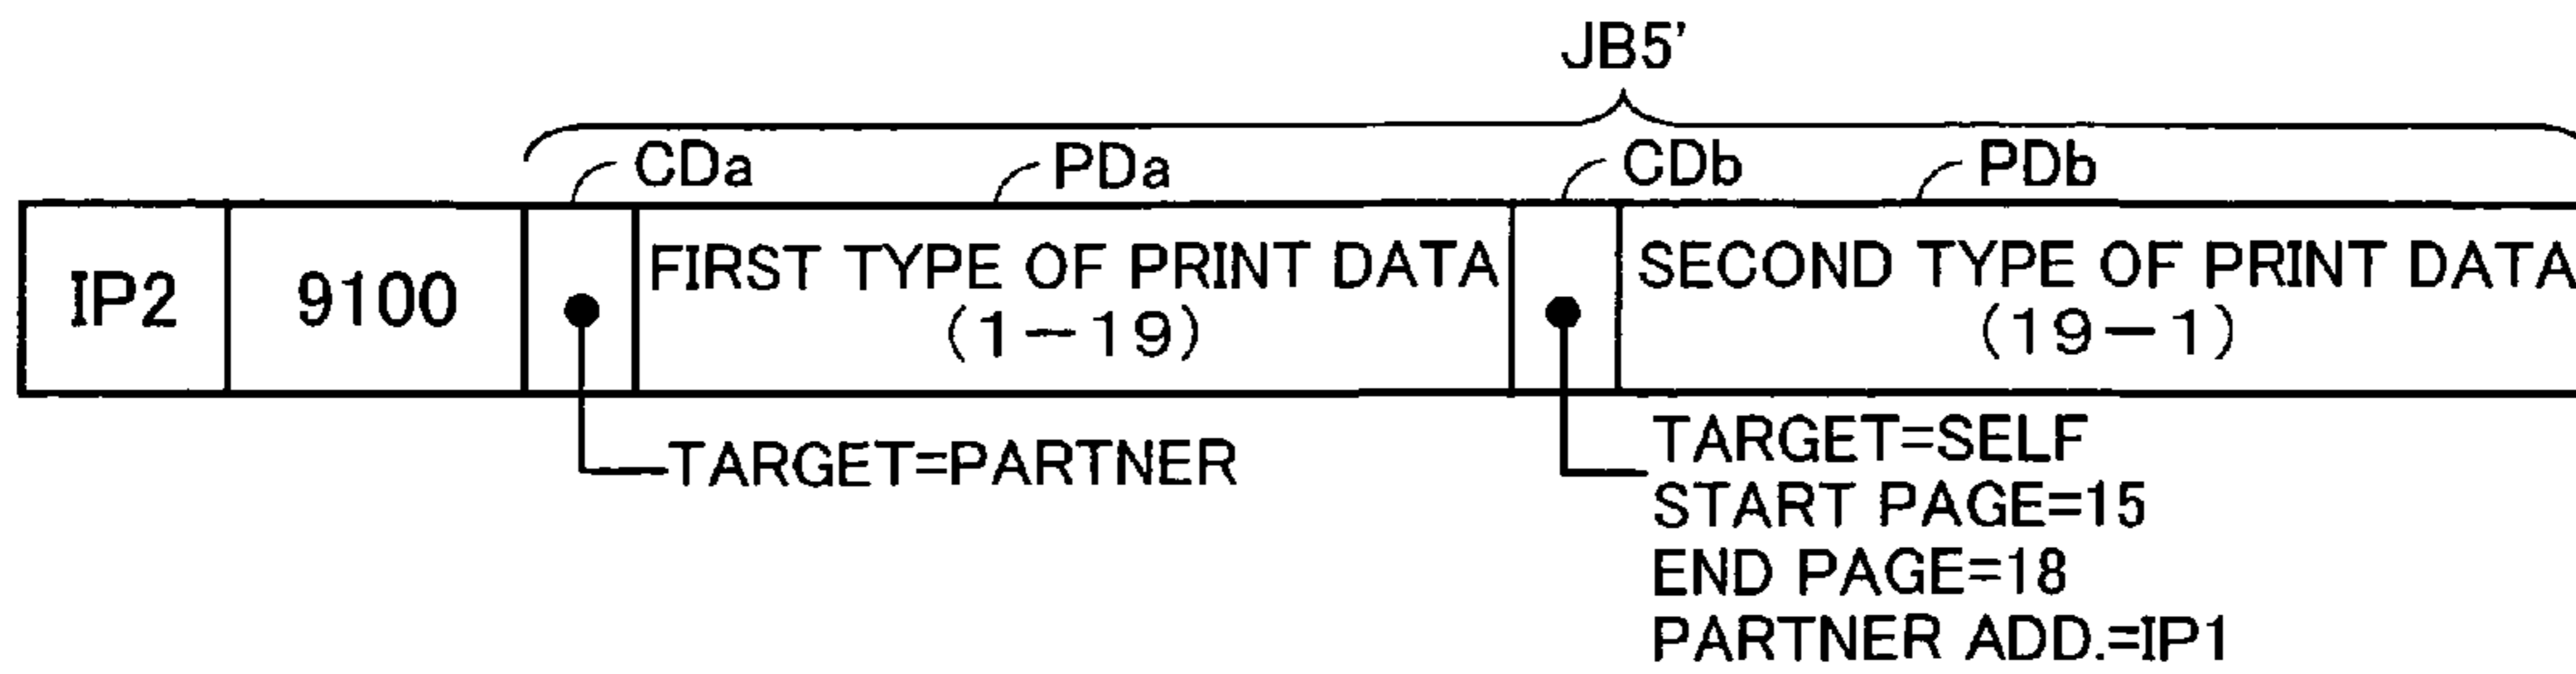 JB5'
CDa PDa CDb PDb
IP2 9100 FIRST TYPE OF PRINT DATA (1-19) SECOND TYPE OF PRINT DATA (19-1)
TARGET=PARTNER
TARGET=SELF
START PAGE=15
END PAGE=18
PARTNER ADD.=IP1